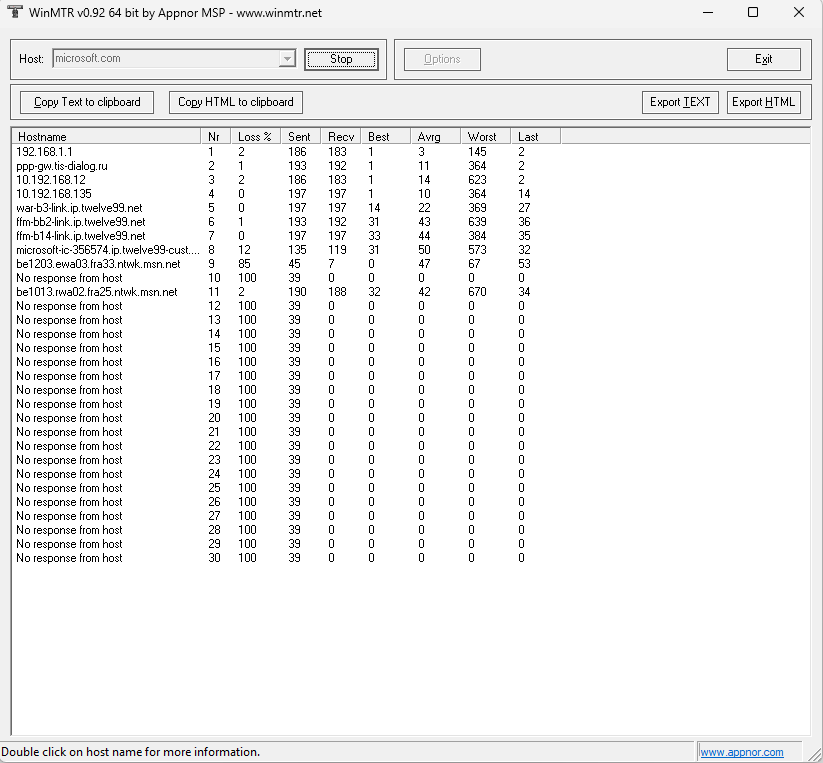 WinMTR v0.92 64 bit by Appnor MSP - www.winmtr.net
Host: microsoft.com Stop Options Exit
Copy Text to clipboard Copy HTML to clipboard Export TEXT Export HTML
Hostname Nr Loss % Sent Recv Best Avrg Worst Last
192.168.1.1 1 2 186 183 1 3 145 2
ppp-gw.tis-dialog.ru 2 1 193 192 1 11 364 2
10.192.168.12 3 2 186 183 1 14 623 2
10.192.168.135 4 0 197 197 1 10 364 14
war-b3-link.ip.twelve99.net 5 0 197 197 14 22 369 27
ffm-bb2-link.ip.twelve99.net 6 1 193 192 31 43 639 36
ffm-b14-link.ip.twelve99.net 7 0 197 197 33 44 384 35
microsoft-ic-356574.ip.twelve99-cust.... 8 12 135 119 31 50 573 32
be1203.ewa03.fra33.ntwk.msn.net 9 85 45 7 0 47 67 53
No response from host 10 100 39 0 0 0 0 0
be1013.rwa02.fra25.ntwk.msn.net 11 2 190 188 32 42 670 34
No response from host 12 100 39 0 0 0 0 0
No response from host 13 100 39 0 0 0 0 0
No response from host 14 100 39 0 0 0 0 0
No response from host 15 100 39 0 0 0 0 0
No response from host 16 100 39 0 0 0 0 0
No response from host 17 100 39 0 0 0 0 0
No response from host 18 100 39 0 0 0 0 0
No response from host 19 100 39 0 0 0 0 0
No response from host 20 100 39 0 0 0 0 0
No response from host 21 100 39 0 0 0 0 0
No response from host 22 100 39 0 0 0 0 0
No response from host 23 100 39 0 0 0 0 0
No response from host 24 100 39 0 0 0 0 0
No response from host 25 100 39 0 0 0 0 0
No response from host 26 100 39 0 0 0 0 0
No response from host 27 100 39 0 0 0 0 0
No response from host 28 100 39 0 0 0 0 0
No response from host 29 100 39 0 0 0 0 0
No response from host 30 100 39 0 0 0 0 0
Double click on host name for more information. www.appnor.com